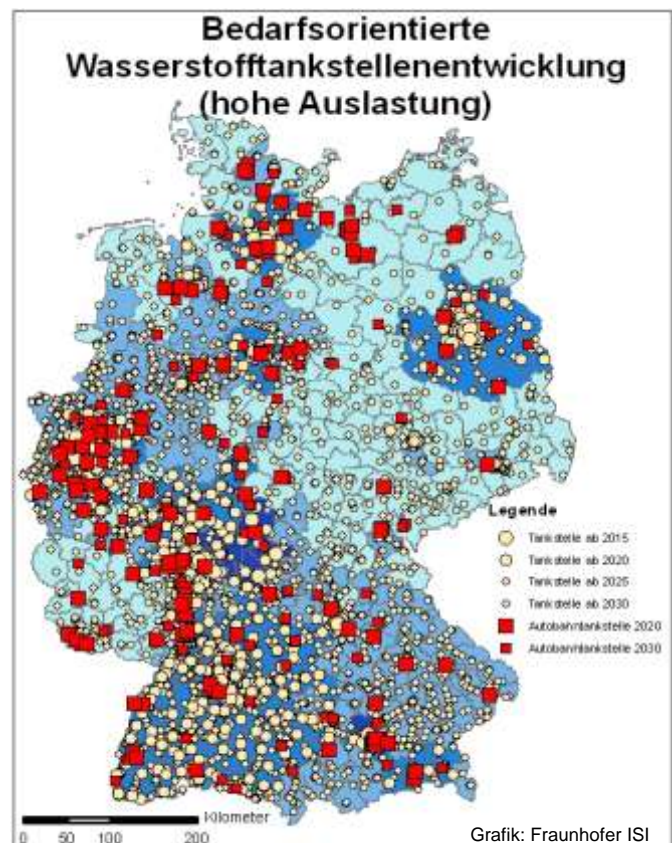 Bedarfsorientierte
Wasserstofftankstellenentwicklung
(hohe Auslastung)
Legende
Tankstelle ab 2015
Tankstelle ab 2020
Tankstelle ab 2025
Tankstelle ab 2030
Autobahntankstelle 2020
Autobahntankstelle 2030
Kilometer
0 50 100 200
Grafik: Fraunhofer ISI